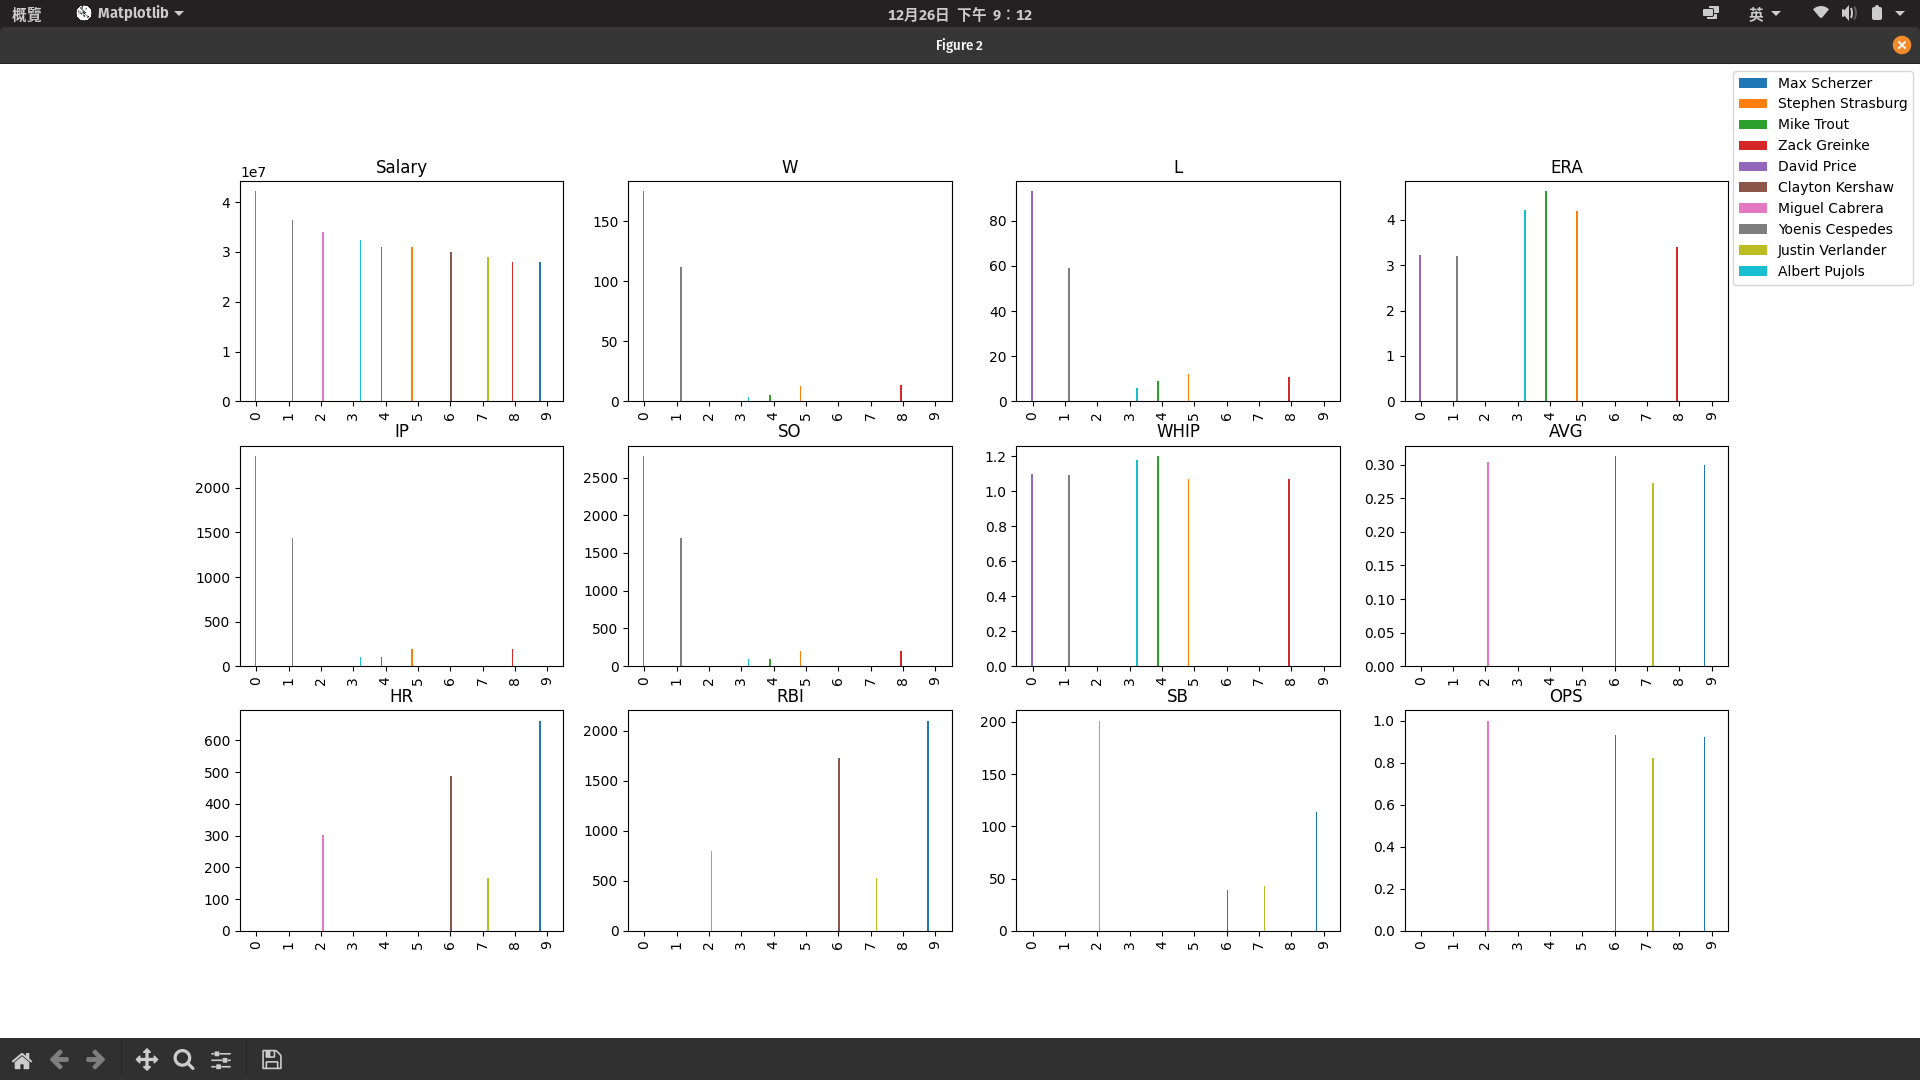 概覽 Matplotlib 12月26日 下午 9：12 英
Figure 2
Max Scherzer
Stephen Strasburg
Mike Trout
Zack Greinke
David Price
Clayton Kershaw
Miguel Cabrera
Yoenis Cespedes
Justin Verlander
Albert Pujols
Salary
1e7
4
3
2
1
0
0 1 2 3 4 5 6 7 8 9
W
150
100
50
0
0 1 2 3 4 5 6 7 8 9
L
80
60
40
20
0
0 1 2 3 4 5 6 7 8 9
ERA
4
3
2
1
0
0 1 2 3 4 5 6 7 8 9
IP
2000
1500
1000
500
0
0 1 2 3 4 5 6 7 8 9
SO
2500
2000
1500
1000
500
0
0 1 2 3 4 5 6 7 8 9
WHIP
1.2
1.0
0.8
0.6
0.4
0.2
0.0
0 1 2 3 4 5 6 7 8 9
AVG
0.30
0.25
0.20
0.15
0.10
0.05
0.00
0 1 2 3 4 5 6 7 8 9
HR
600
500
400
300
200
100
0
0 1 2 3 4 5 6 7 8 9
RBI
2000
1500
1000
500
0
0 1 2 3 4 5 6 7 8 9
SB
200
150
100
50
0
0 1 2 3 4 5 6 7 8 9
OPS
1.0
0.8
0.6
0.4
0.2
0.0
0 1 2 3 4 5 6 7 8 9